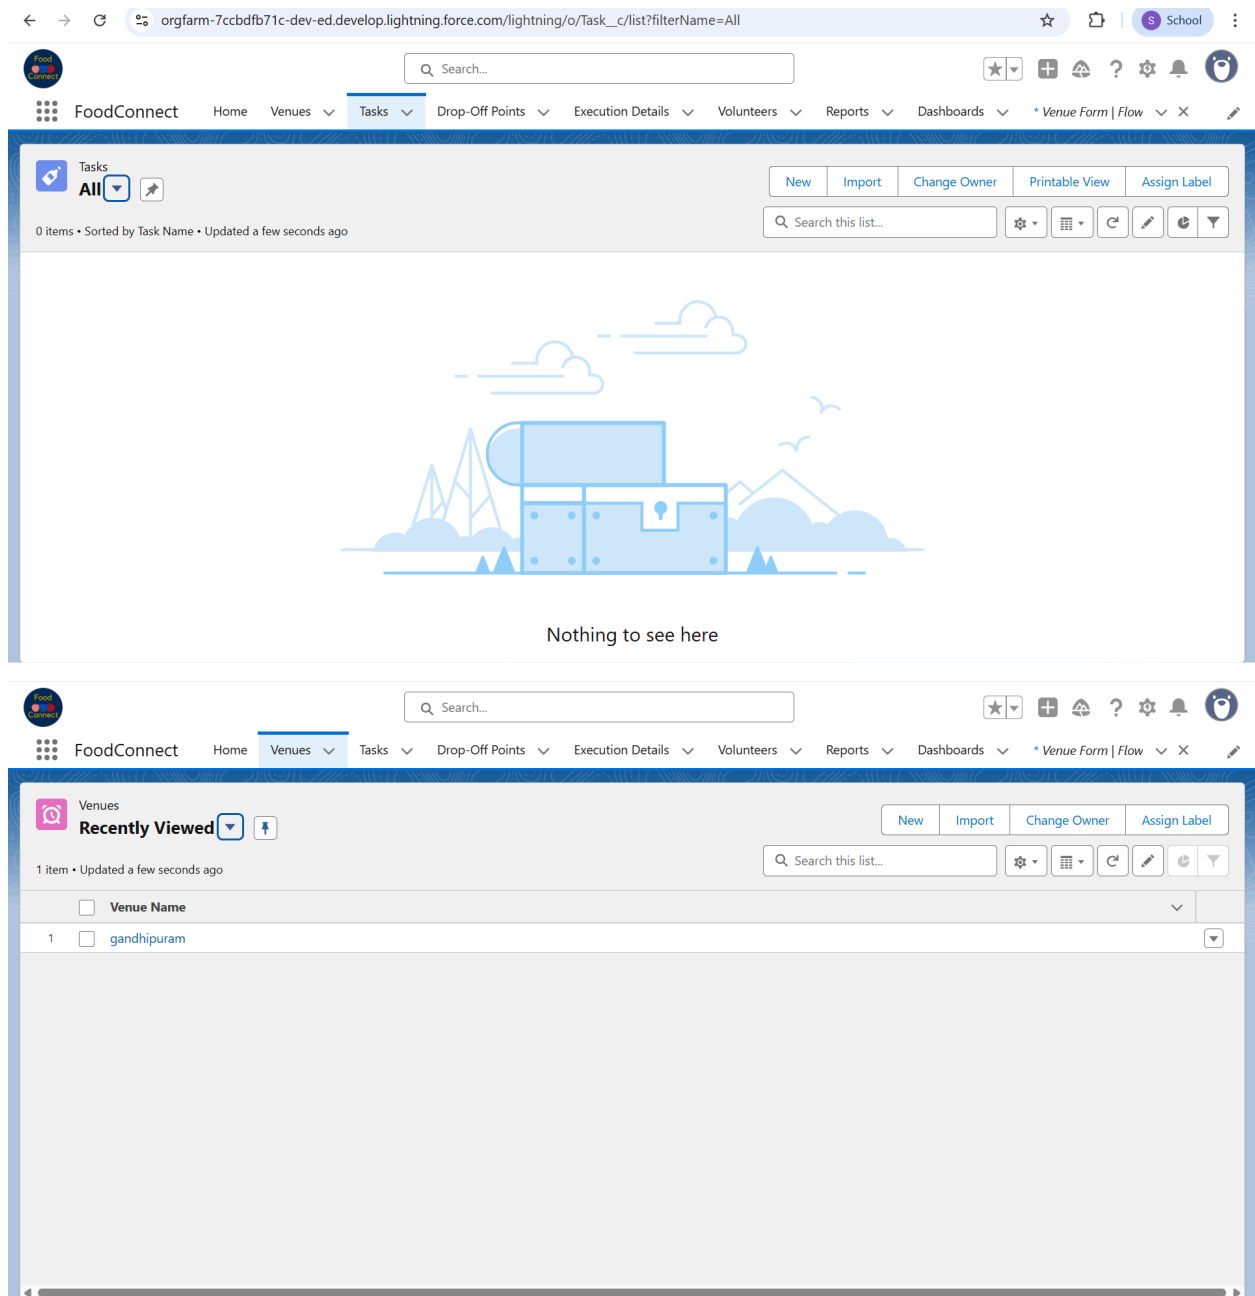 orgfarm-7ccbdfb71c-dev-ed.develop.lightning.force.com/lightning/o/Task__c/list?filterName=All
S School
Food Connect
Search...
FoodConnect Home Venues Tasks Drop-Off Points Execution Details Volunteers Reports Dashboards * Venue Form | Flow
Tasks
All
New Import Change Owner Printable View Assign Label
0 items • Sorted by Task Name • Updated a few seconds ago
Search this list...
Nothing to see here
Food Connect
Search...
FoodConnect Home Venues Tasks Drop-Off Points Execution Details Volunteers Reports Dashboards * Venue Form | Flow
Venues
Recently Viewed
New Import Change Owner Assign Label
1 item • Updated a few seconds ago
Search this list...
Venue Name
1 gandhipuram